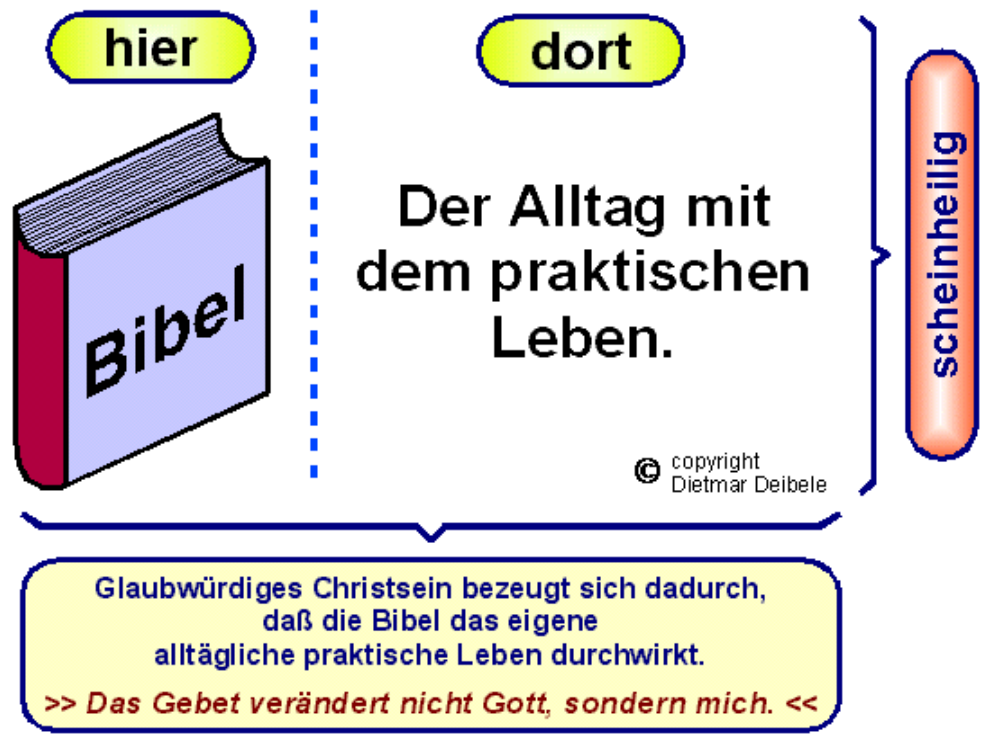 hier
dort
Bibel
Der Alltag mit
dem praktischen
Leben.
scheinheilig
© copyright
Dietmar Deibele
Glaubwürdiges Christsein bezeugt sich dadurch,
daß die Bibel das eigene
alltägliche praktische Leben durchwirkt.
>> Das Gebet verändert nicht Gott, sondern mich. <<